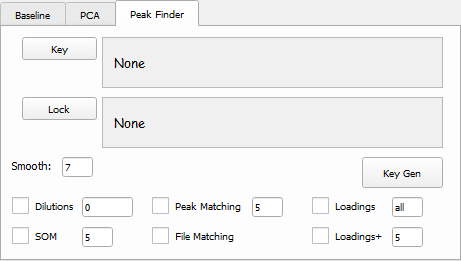 Baseline PCA Peak Finder
Key None
Lock None
Smooth: 7 Key Gen
Dilutions 0 Peak Matching 5 Loadings all
SOM 5 File Matching Loadings+ 5